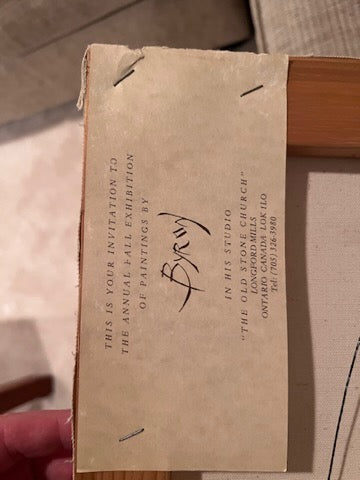 THIS IS YOUR INVITATION TO
THE ANNUAL FALL EXHIBITION
OF PAINTINGS BY
Byron
IN HIS STUDIO
"THE OLD STONE CHURCH"
LONGFORD MILLS
ONTARIO CANADA L0K 1L0
Tel: (705) 326-3980